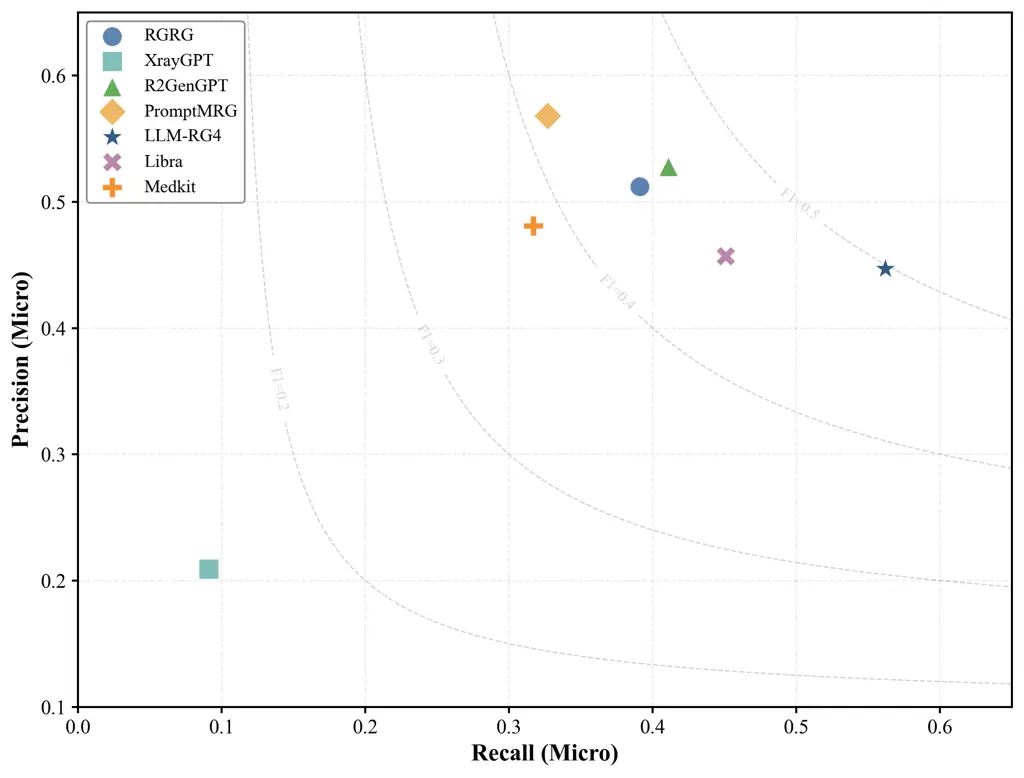 RGRG
XrayGPT
R2GenGPT
PromptMRG
LLM-RG4
Libra
Medkit
F1=0.2
F1=0.3
F1=0.4
F1=0.5
0.6
0.5
0.4
0.3
0.2
0.1
Precision (Micro)
0.0 0.1 0.2 0.3 0.4 0.5 0.6
Recall (Micro)